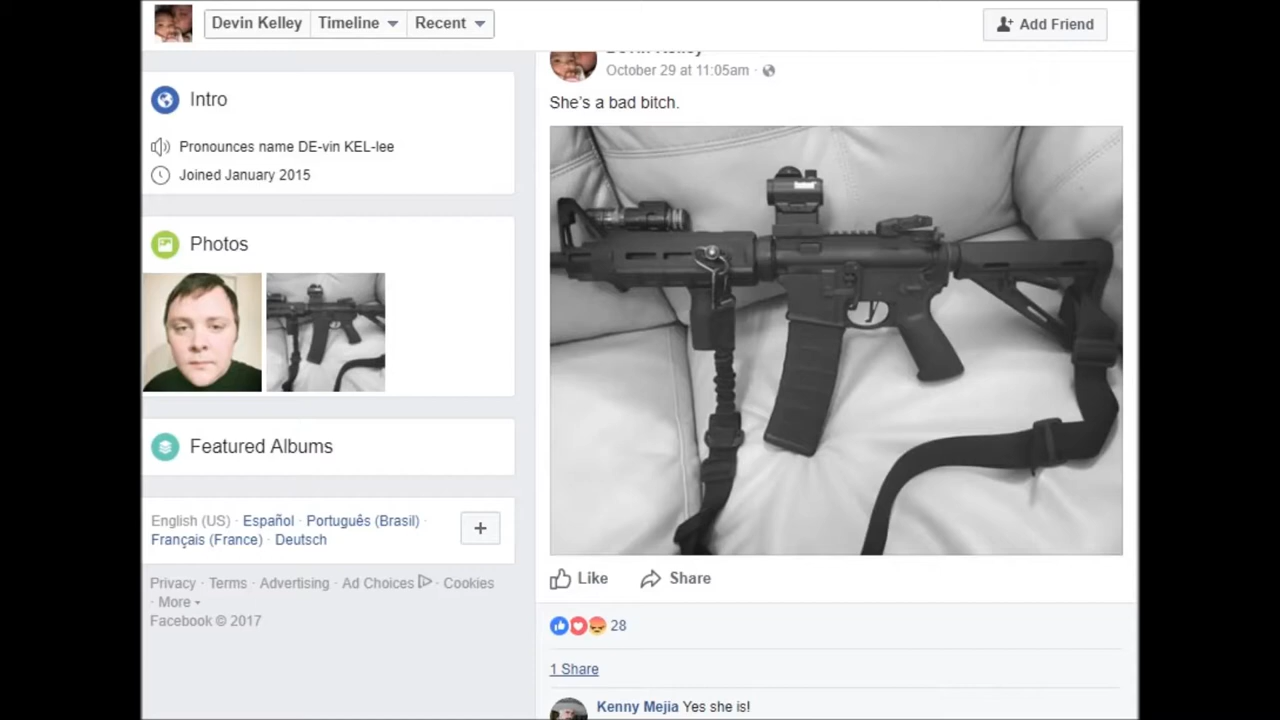 Devin Kelley
Timeline
Recent
Add Friend
Intro
Pronounces name DE-vin KEL-lee
Joined January 2015
Photos
Featured Albums
English (US) · Español · Português (Brasil) ·
Français (France) · Deutsch
+
Privacy · Terms · Advertising · Ad Choices · Cookies
· More
Facebook © 2017
Devin Kelley
October 29 at 11:05am ·
She's a bad bitch.
Like
Share
28
1 Share
Kenny Mejia Yes she is!